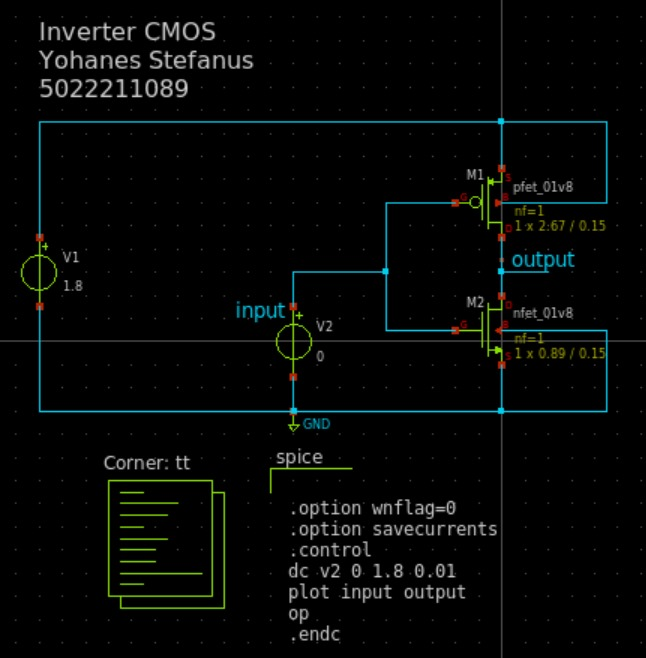 Inverter CMOS
Yohanes Stefanus
5022211089
M1
S
pfet_01v8
G
B
nf=1
1 x 2.67 / 0.15
D
output
V1
+
1.8
input
+
V2
0
M2
D
nfet_01v8
G
B
nf=1
1 x 0.89 / 0.15
S
GND
Corner: tt
spice
.option wnflag=0
.option savecurrents
.control
dc v2 0 1.8 0.01
plot input output
op
.endc